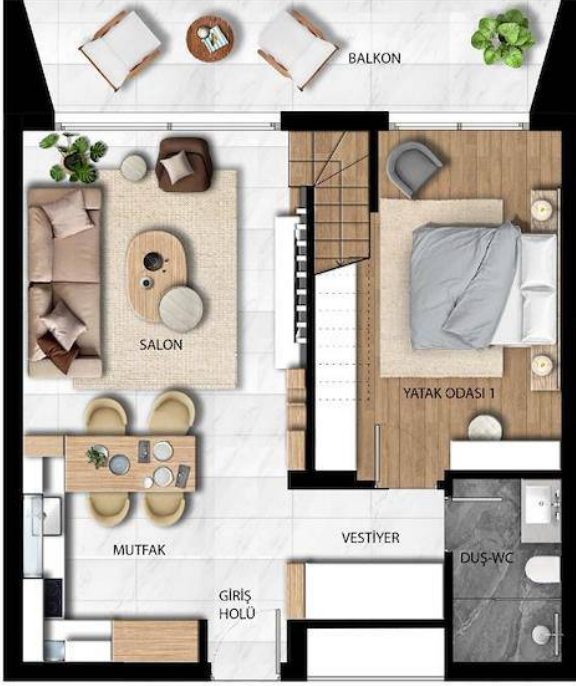 BALKON
SALON
YATAK ODASI 1
MUTFAK
VESTİYER
DUŞ-WC
GİRİŞ
HOLÜ